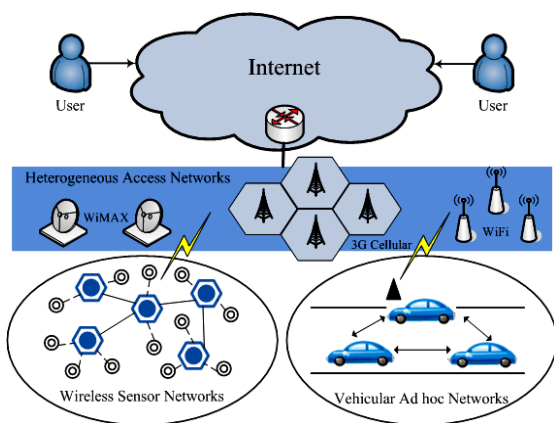 Internet
User
User
Heterogeneous Access Networks
WiMAX
WiFi
3G Cellular
Wireless Sensor Networks
Vehicular Ad hoc Networks